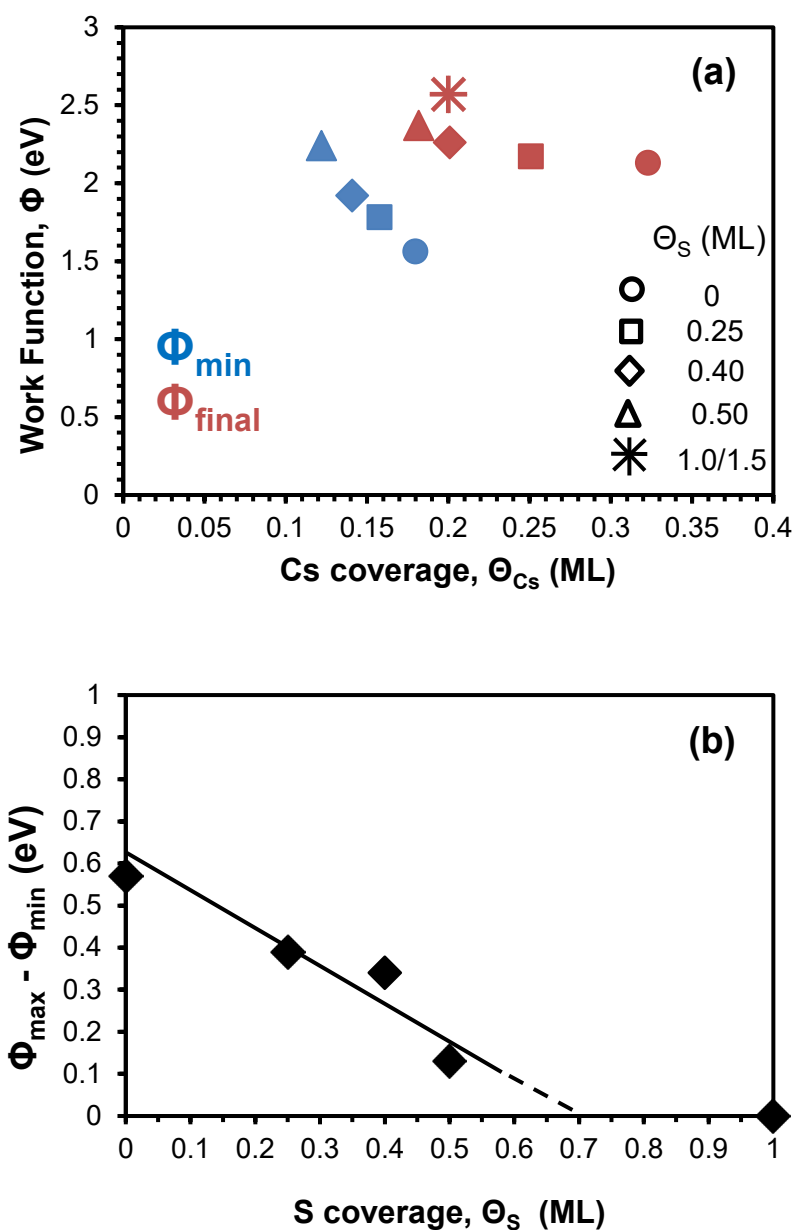 (a)
Work Function, Φ (eV)
3
2.5
2
1.5
1
0.5
0
Φmin
Φfinal
ΘS (ML)
0
0.25
0.40
0.50
1.0/1.5
0 0.05 0.1 0.15 0.2 0.25 0.3 0.35 0.4
Cs coverage, ΘCs (ML)
(b)
Φmax - Φmin (eV)
1
0.9
0.8
0.7
0.6
0.5
0.4
0.3
0.2
0.1
0
0 0.1 0.2 0.3 0.4 0.5 0.6 0.7 0.8 0.9 1
S coverage, ΘS (ML)